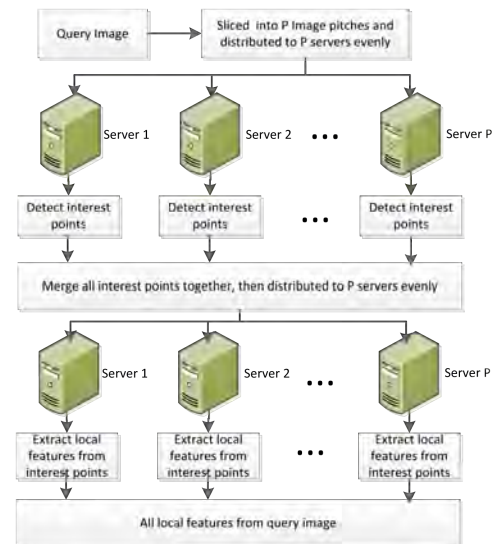 Query Image
Sliced into P Image pitches and
distributed to P servers evenly
Server 1
Server 2
Server P
Detect interest
points
Detect interest
points
Detect interest
points
Merge all interest points together, then distributed to P servers evenly
Server 1
Server 2
Server P
Extract local
features from
interest points
Extract local
features from
interest points
Extract local
features from
interest points
All local features from query image